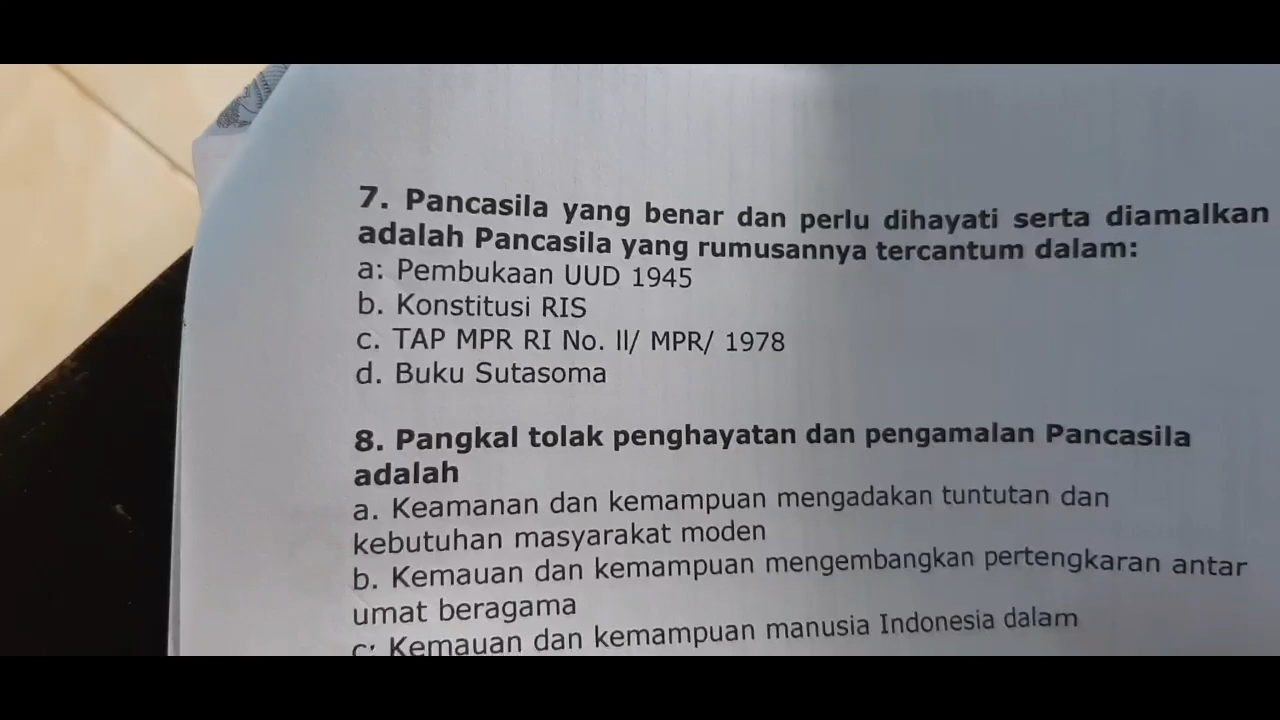 7. Pancasila yang benar dan perlu dihayati serta diamalkan
adalah Pancasila yang rumusannya tercantum dalam:
a: Pembukaan UUD 1945
b. Konstitusi RIS
c. TAP MPR RI No. II/ MPR/ 1978
d. Buku Sutasoma
8. Pangkal tolak penghayatan dan pengamalan Pancasila
adalah
a. Keamanan dan kemampuan mengadakan tuntutan dan
kebutuhan masyarakat moden
b. Kemauan dan kemampuan mengembangkan pertengkaran antar
umat beragama
c: Kemauan dan kemampuan manusia Indonesia dalam